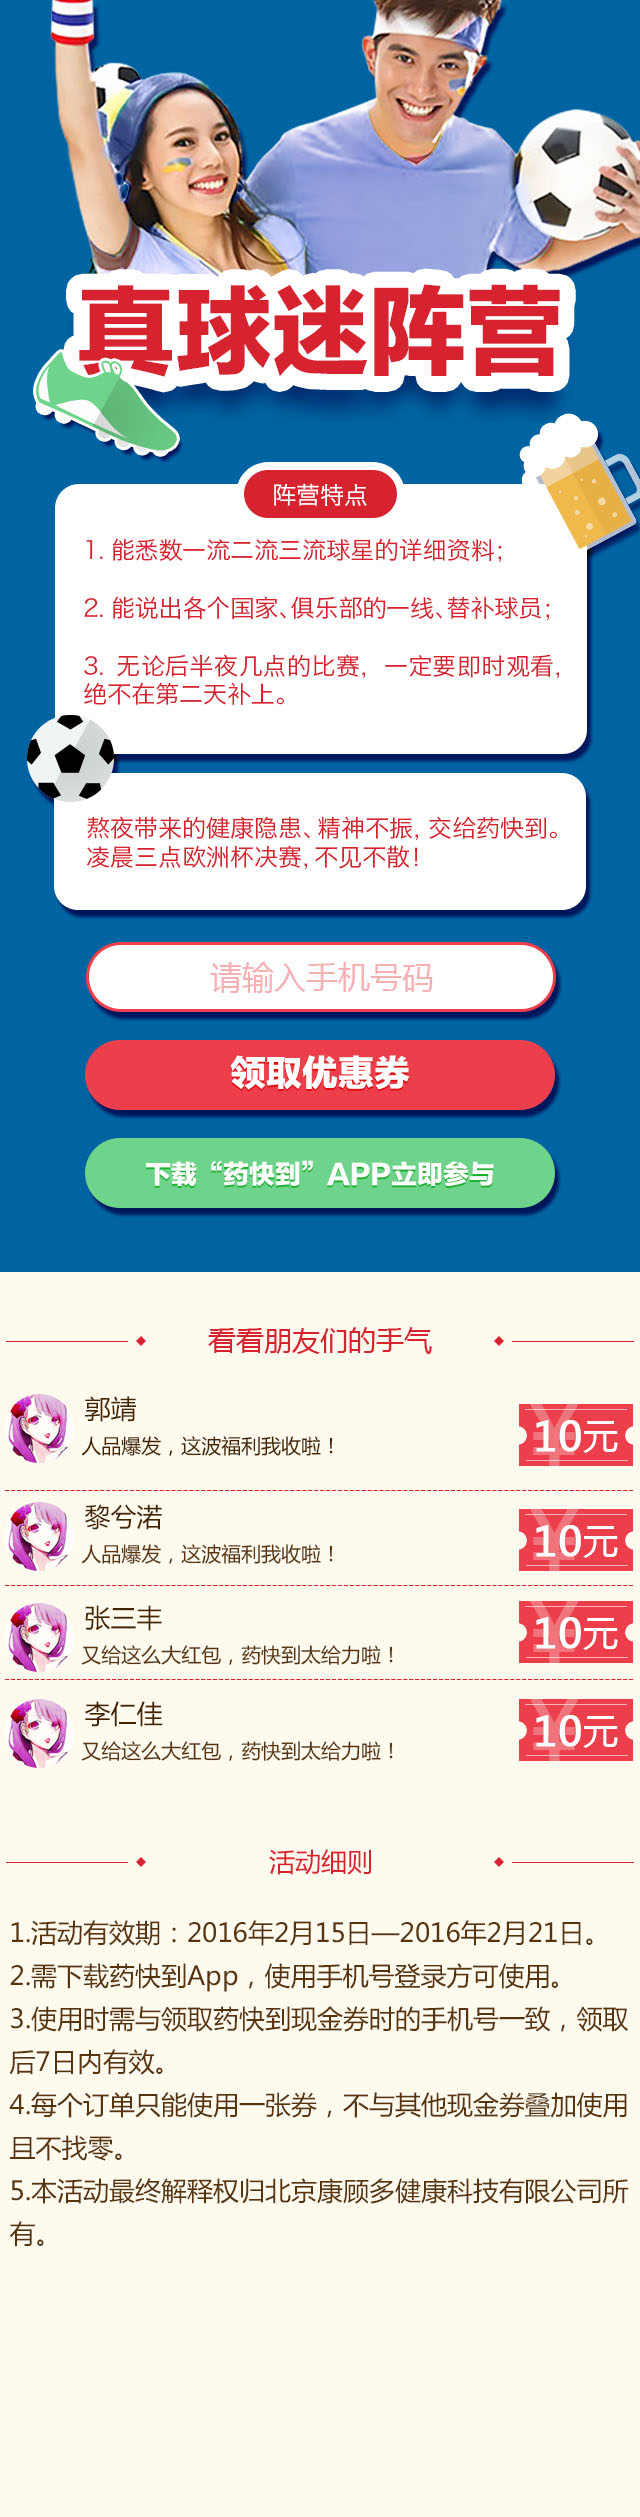 真球迷阵营
阵营特点
1. 能悉数一流二流三流球星的详细资料；
2. 能说出各个国家、俱乐部的一线、替补球员；
3. 无论后半夜几点的比赛，一定要即时观看，
绝不在第二天补上。
熬夜带来的健康隐患、精神不振，交给药快到。
凌晨三点欧洲杯决赛，不见不散！
请输入手机号码
领取优惠券
下载“药快到”APP立即参与
看看朋友们的手气
郭靖
人品爆发，这波福利我收啦！
¥
10元
黎兮渃
人品爆发，这波福利我收啦！
¥
10元
张三丰
又给这么大红包，药快到太给力啦！
¥
10元
李仁佳
又给这么大红包，药快到太给力啦！
¥
10元
活动细则
1.活动有效期：2016年2月15日—2016年2月21日。
2.需下载药快到App，使用手机号登录方可使用。
3.使用时需与领取药快到现金券时的手机号一致，领取
后7日内有效。
4.每个订单只能使用一张券，不与其他现金券叠加使用
且不找零。
5.本活动最终解释权归北京康顾多健康科技有限公司所
有。